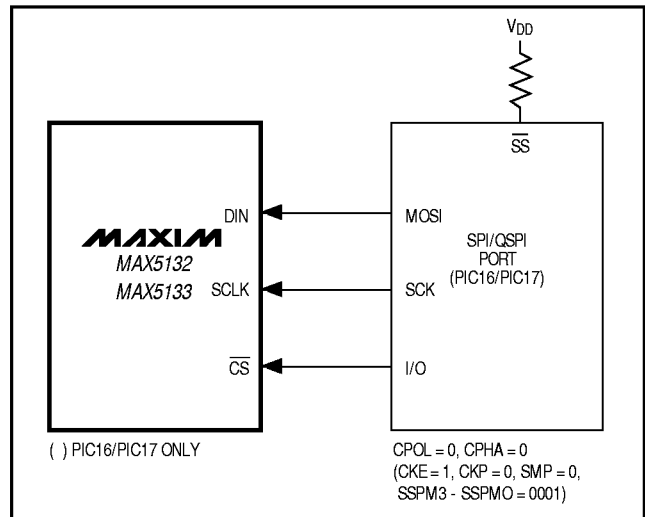 VDD
SS
DIN
MOSI
MAXIM
MAX5132
MAX5133
SPI/QSPI
PORT
(PIC16/PIC17)
SCLK
SCK
CS
I/O
( ) PIC16/PIC17 ONLY
CPOL = 0, CPHA = 0
(CKE = 1, CKP = 0, SMP = 0,
SSPM3 - SSPMO = 0001)